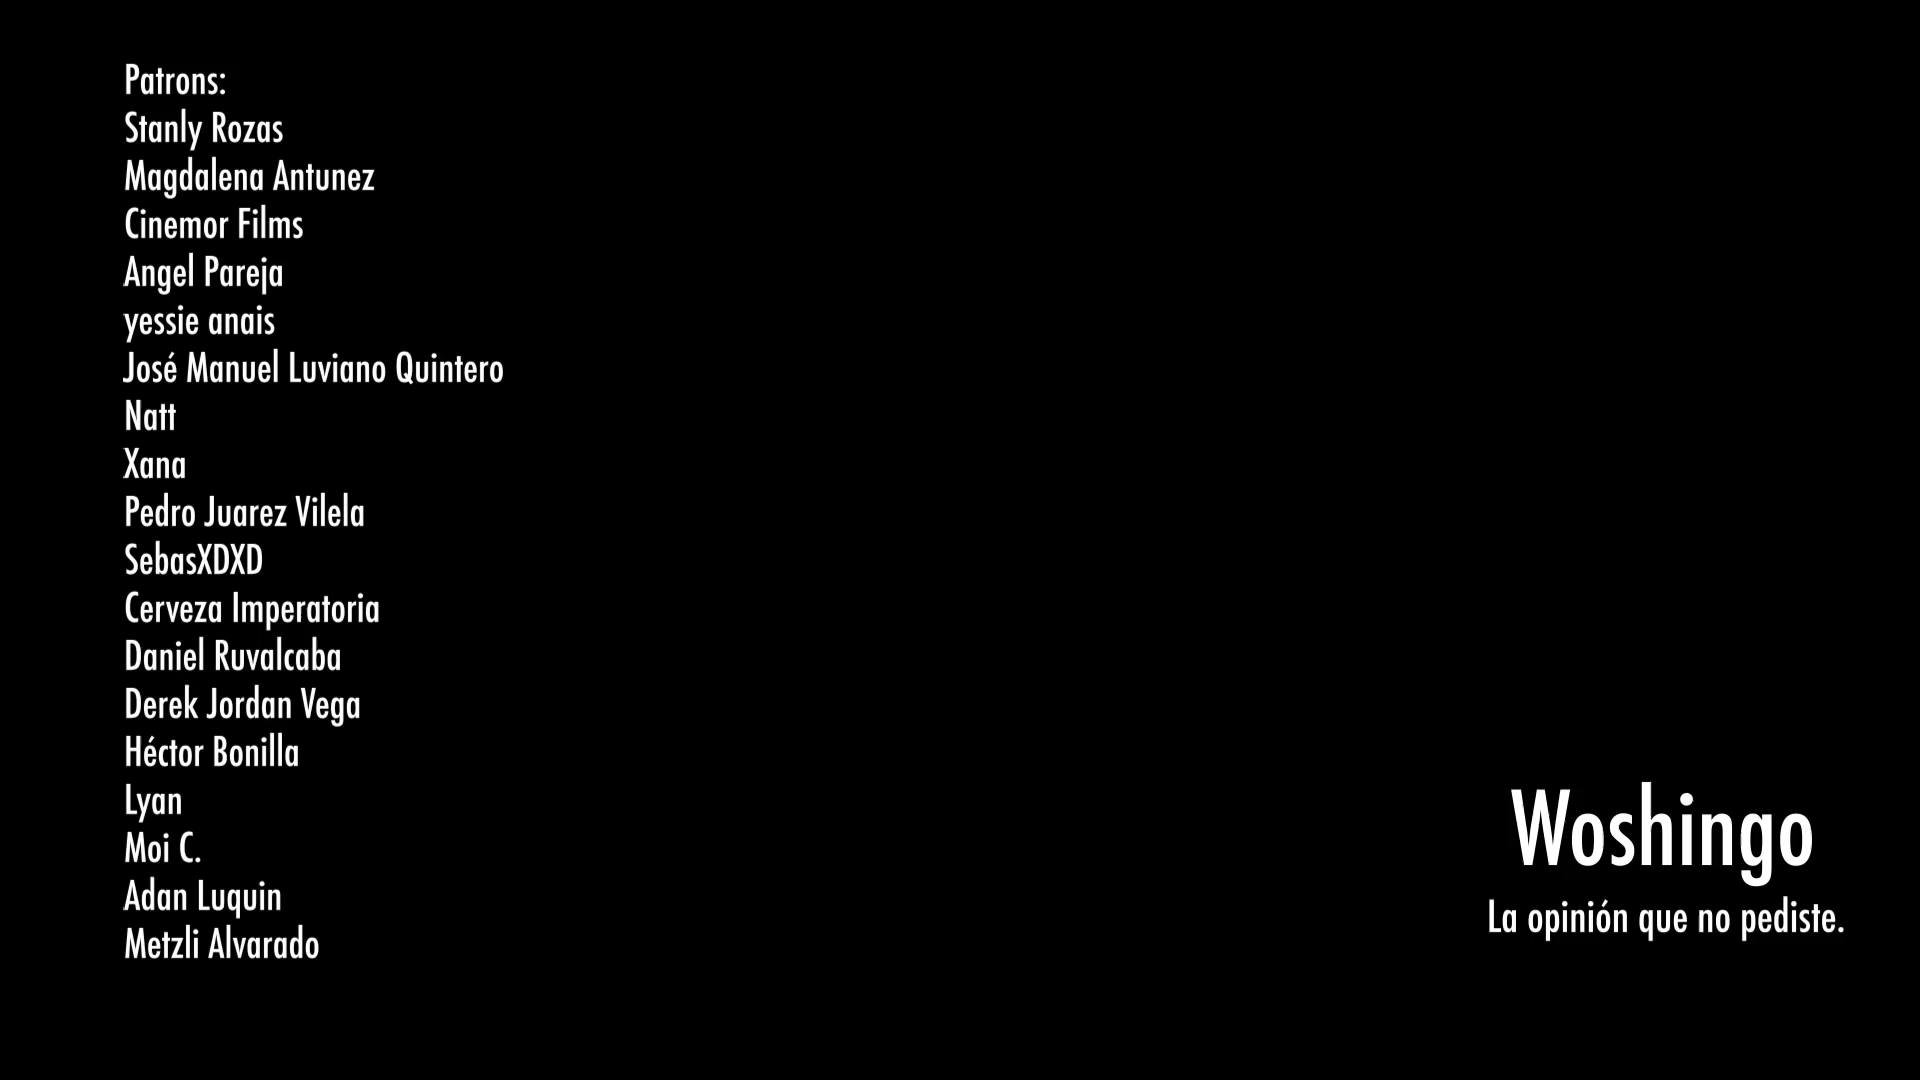 Patrons:
Stanly Rozas
Magdalena Antunez
Cinemor Films
Angel Pareja
yessie anais
José Manuel Luviano Quintero
Natt
Xana
Pedro Juarez Vilela
SebasXDXD
Cerveza Imperatoria
Daniel Ruvalcaba
Derek Jordan Vega
Héctor Bonilla
Lyan
Moi C.
Adan Luquin
Metzli Alvarado
Woshingo
La opinión que no pediste.